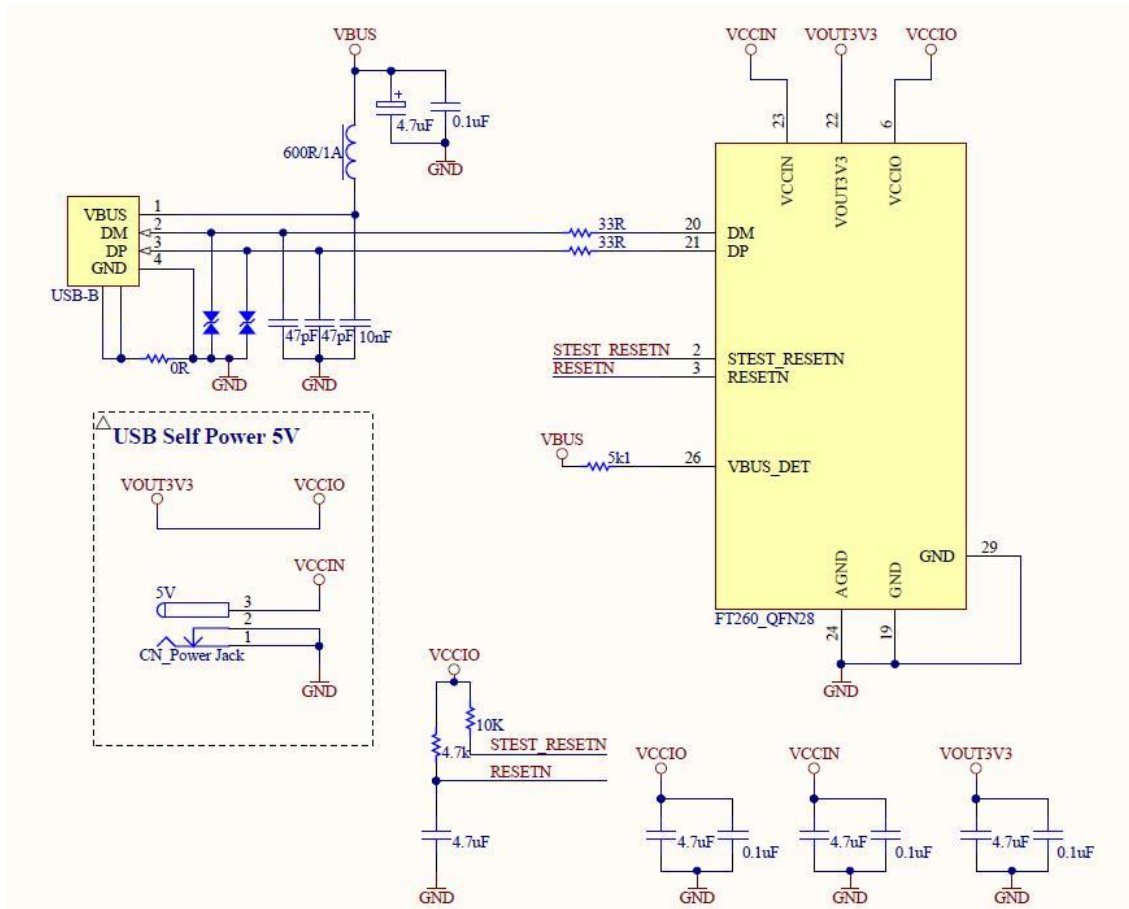 VBUS
VCCIN VOUT3V3 VCCIO
+
4.7uF 0.1uF
GND
600R/1A
23 22 6
VCCIN VOUT3V3 VCCIO
VBUS 1
DM 2 33R 20 DM
DP 3 33R 21 DP
GND 4
USB-B
47pF 47pF 10nF
0R
GND GND
STEST_RESETN 2 STEST_RESETN
RESETN 3 RESETN
USB Self Power 5V
VBUS
5k1 26 VBUS_DET
VOUT3V3 VCCIO
AGND GND GND 29
VCCIN
5V 3
2
1
CN_Power Jack
GND
FT260_QFN28
24 19
GND
VCCIO
10K
4.7k STEST_RESETN
RESETN
4.7uF
GND
VCCIO VCCIN VOUT3V3
4.7uF 0.1uF 4.7uF 0.1uF 4.7uF 0.1uF
GND GND GND